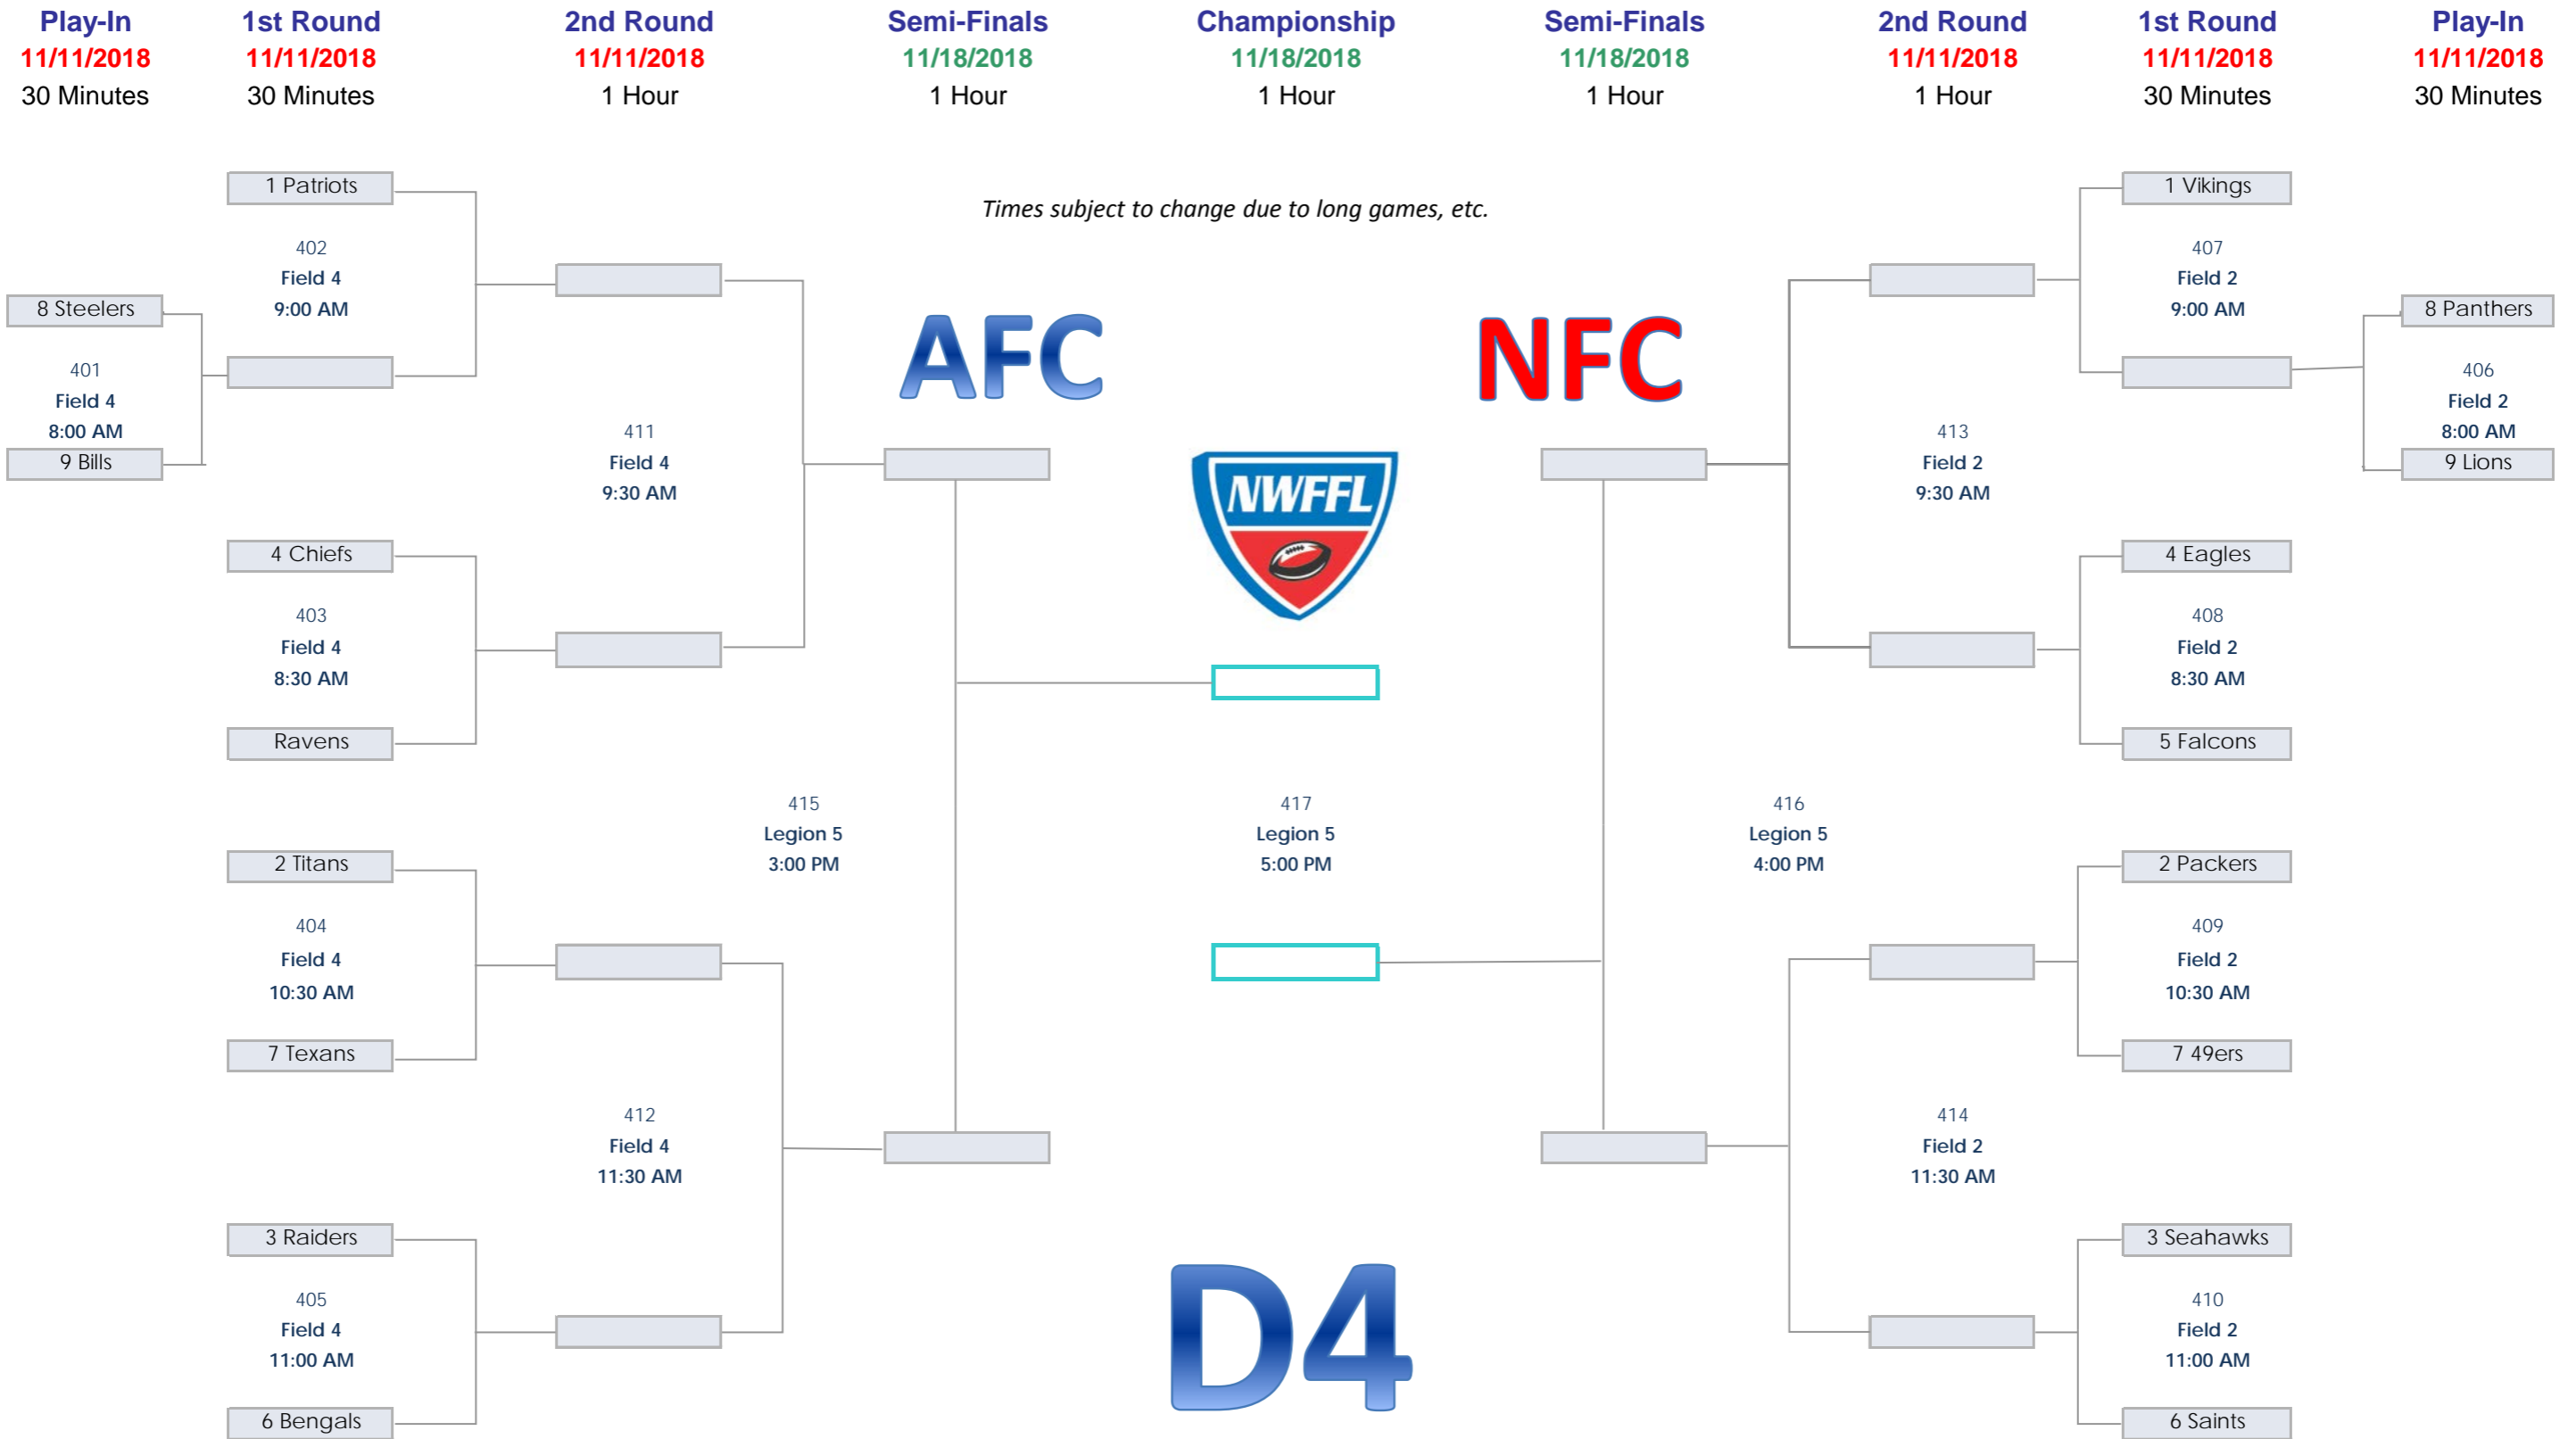 Play-In 1st Round 2nd Round Semi-Finals Championship Semi-Finals 2nd Round 1st Round Play-In
11/11/2018 11/11/2018 11/11/2018 11/18/2018 11/18/2018 11/18/2018 11/11/2018 11/11/2018 11/11/2018
30 Minutes 30 Minutes 1 Hour 1 Hour 1 Hour 1 Hour 1 Hour 30 Minutes 30 Minutes
Times subject to change due to long games, etc.
8 Steelers
401
Field 4
8:00 AM
9 Bills
1 Patriots
402
Field 4
9:00 AM
4 Chiefs
403
Field 4
8:30 AM
Ravens
2 Titans
404
Field 4
10:30 AM
7 Texans
3 Raiders
405
Field 4
11:00 AM
6 Bengals
411
Field 4
9:30 AM
412
Field 4
11:30 AM
415
Legion 5
3:00 PM
AFC
NWFFL
417
Legion 5
5:00 PM
D4
NFC
416
Legion 5
4:00 PM
413
Field 2
9:30 AM
414
Field 2
11:30 AM
1 Vikings
407
Field 2
9:00 AM
4 Eagles
408
Field 2
8:30 AM
5 Falcons
2 Packers
409
Field 2
10:30 AM
7 49ers
3 Seahawks
410
Field 2
11:00 AM
6 Saints
8 Panthers
406
Field 2
8:00 AM
9 Lions